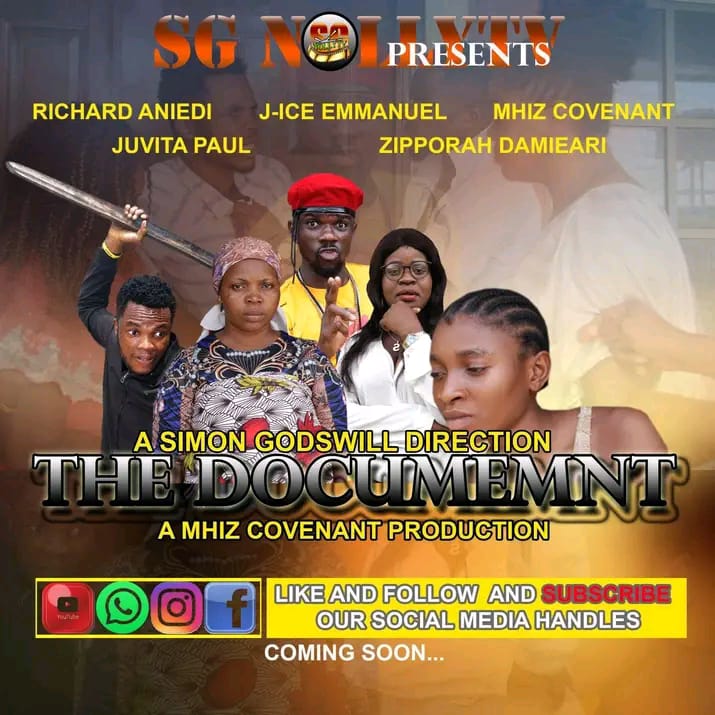 SG NOLLYTV
PRESENTS
RICHARD ANIEDI J-ICE EMMANUEL MHIZ COVENANT
JUVITA PAUL ZIPPORAH DAMIEARI
A SIMON GODSWILL DIRECTION
THE DOCUMEMNT
A MHIZ COVENANT PRODUCTION
YouTube
LIKE AND FOLLOW AND SUBSCRIBE
OUR SOCIAL MEDIA HANDLES
COMING SOON...